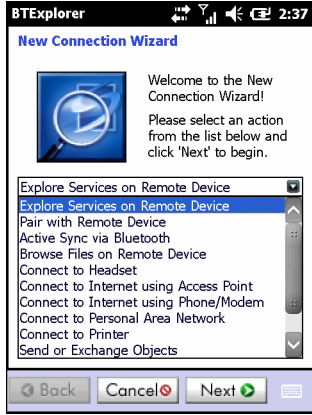 BTExplorer 2:37
New Connection Wizard
Welcome to the New
Connection Wizard!
Please select an action
from the list below and
click 'Next' to begin.
Explore Services on Remote Device
Explore Services on Remote Device
Pair with Remote Device
Active Sync via Bluetooth
Browse Files on Remote Device
Connect to Headset
Connect to Internet using Access Point
Connect to Internet using Phone/Modem
Connect to Personal Area Network
Connect to Printer
Send or Exchange Objects
Back Cancel Next